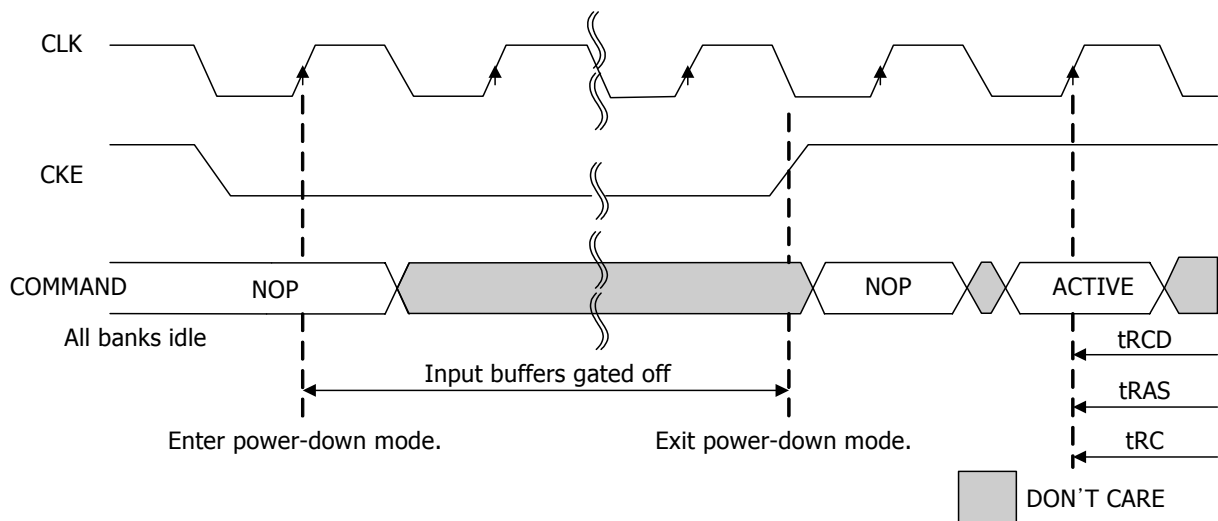 CLK
CKE
COMMAND
NOP
NOP
ACTIVE
All banks idle
tRCD
Input buffers gated off
tRAS
Enter power-down mode.
Exit power-down mode.
tRC
DON'T CARE